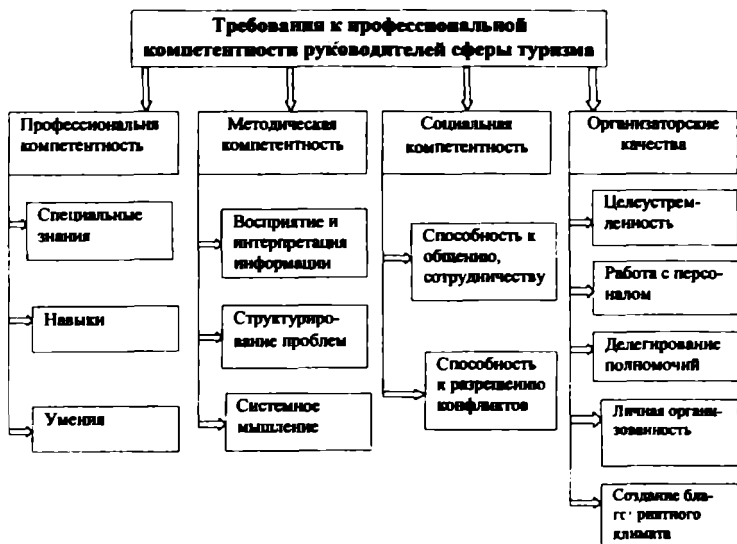 Требования к профессиональной
компетентности руководителей сферы туризма
Профессиональня
компетентность
Специальные
знания
Навыки
Умения
Методическая
компетентность
Восприятие и
интерпретация
информации
Структуриро-
вание проблем
Системное
мышление
Социальная
компетентность
Способность к
общению,
сотрудничеству
Способность
к разрешению
конфликтов
Организаторские
качества
Целеустрем-
ленность
Работа с персо-
налом
Делегирование
полномочий
Личная органи-
зованность
Создание бла-
климата